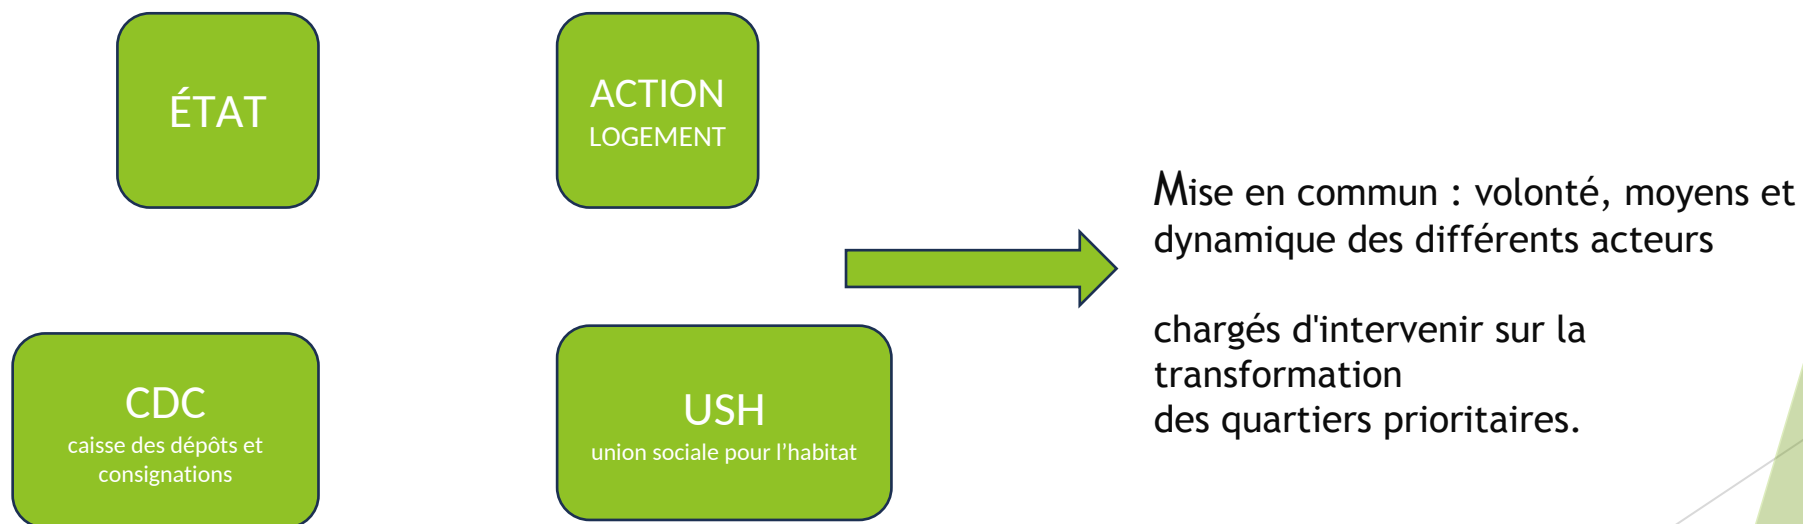 ÉTAT
ACTION
LOGEMENT
CDC
caisse des dépôts et
consignations
USH
union sociale pour l’habitat
Mise en commun : volonté, moyens et
dynamique des différents acteurs
chargés d'intervenir sur la
transformation
des quartiers prioritaires.